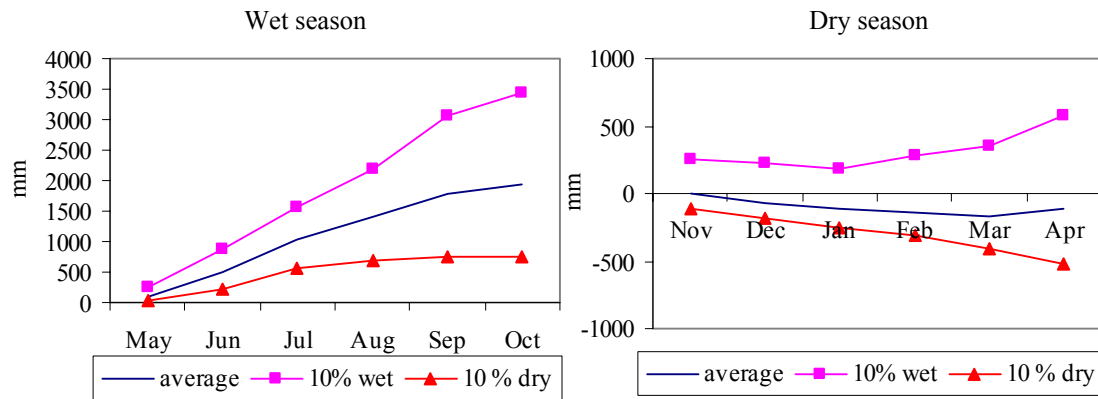 Wet season
4000
3500
3000
2500
2000
1500
1000
500
0
mm
May Jun Jul Aug Sep Oct
average 10% wet 10 % dry
Dry season
1000
500
0
-500
-1000
mm
Nov Dec Jan Feb Mar Apr
average 10% wet 10 % dry